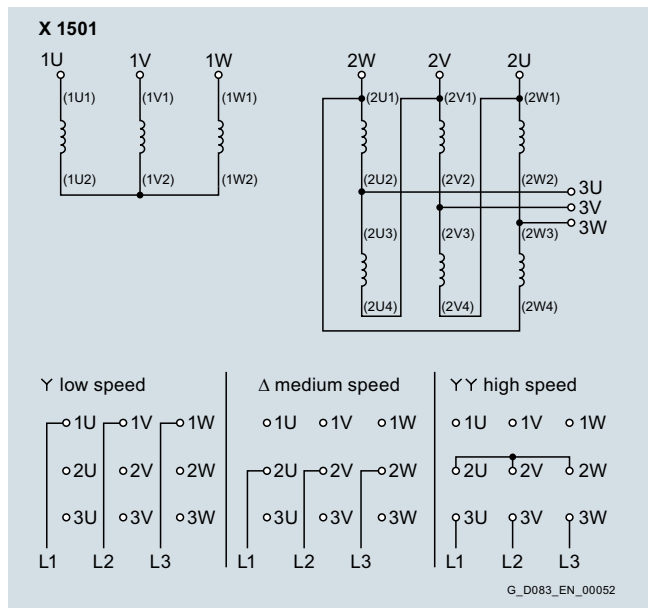 X 1501
1U 1V 1W 2W 2V 2U
(1U1) (1V1) (1W1) (2U1) (2V1) (2W1)
(1U2) (1V2) (1W2) (2U2) (2V2) (2W2)
3U
3V
3W
(2U3) (2V3) (2W3)
(2U4) (2V4) (2W4)
Y low speed
1U 1V 1W
2U 2V 2W
3U 3V 3W
L1 L2 L3
Δ medium speed
1U 1V 1W
2U 2V 2W
3U 3V 3W
L1 L2 L3
Y Y high speed
1U 1V 1W
2U 2V 2W
3U 3V 3W
L1 L2 L3
G_D083_EN_00052